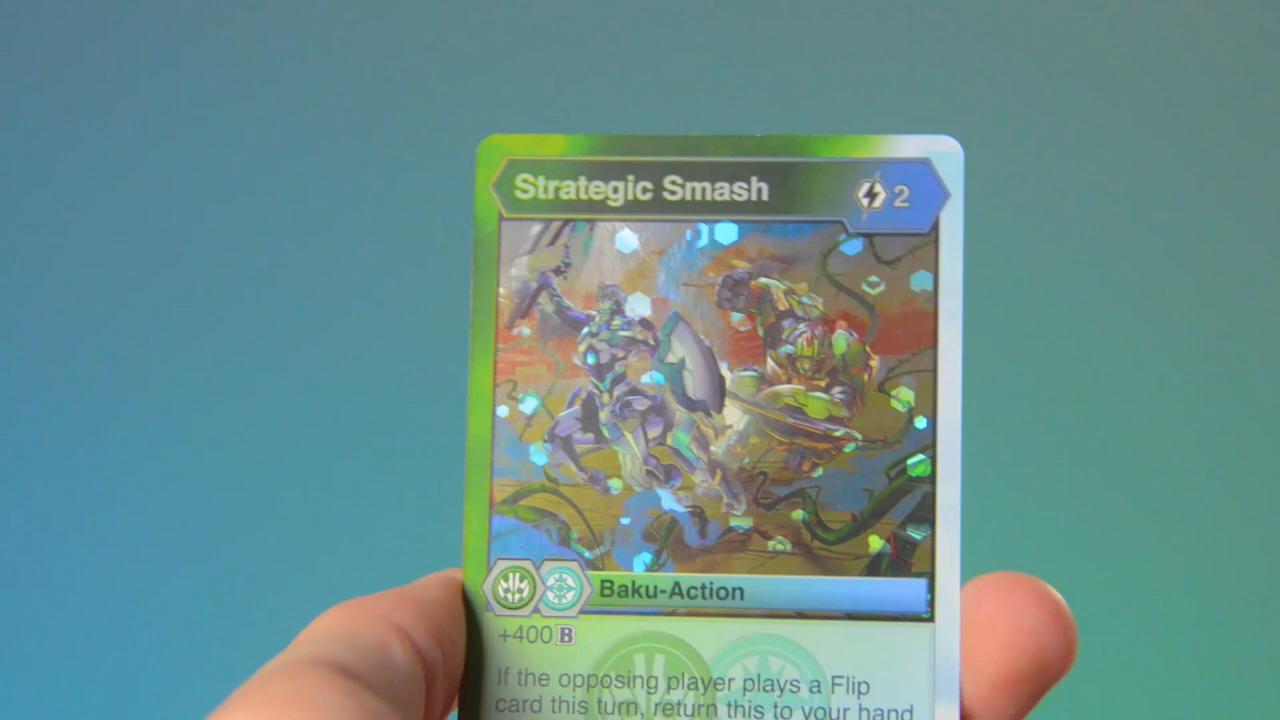 Strategic Smash 2
Baku-Action
+400 B
If the opposing player plays a Flip
card this turn, return this to your hand